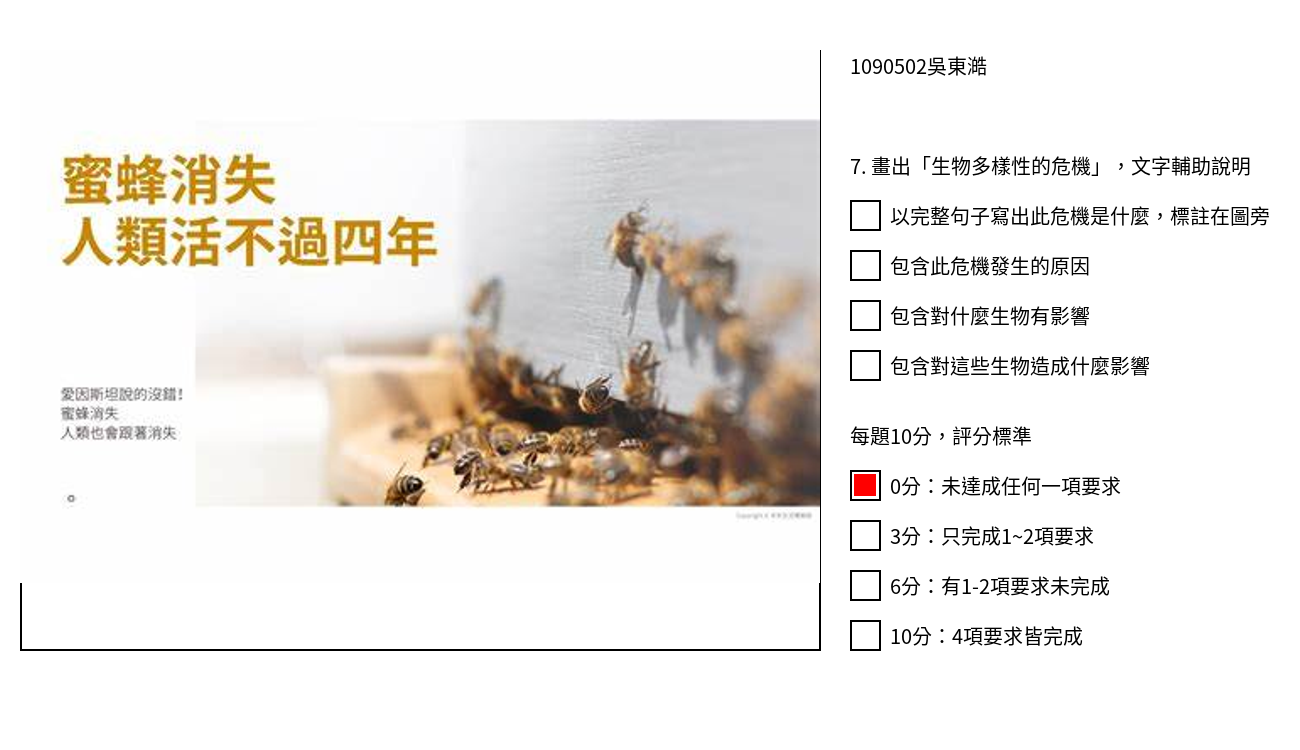 蜜蜂消失
人類活不過四年
愛因斯坦說的沒錯!
蜜蜂消失
人類也會跟著消失
1090502吳東澔
7. 畫出「生物多樣性的危機」，文字輔助說明
以完整句子寫出此危機是什麼，標註在圖旁
包含此危機發生的原因
包含對什麼生物有影響
包含對這些生物造成什麼影響
每題10分，評分標準
0分：未達成任何一項要求
3分：只完成1~2項要求
6分：有1-2項要求未完成
10分：4項要求皆完成